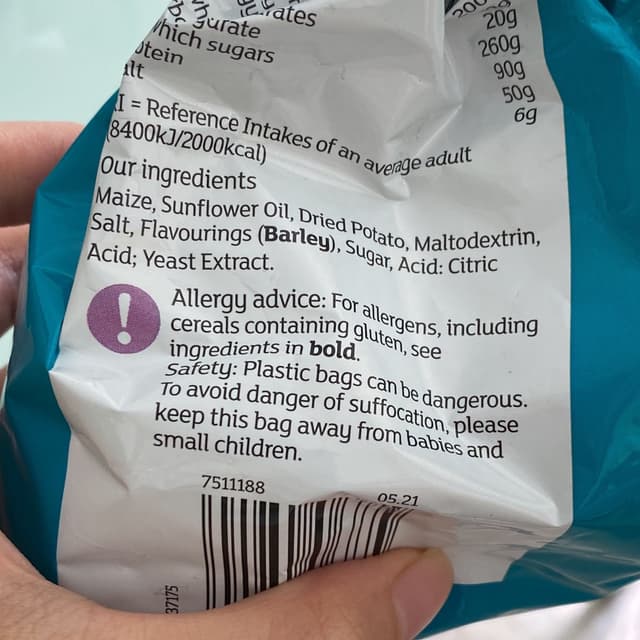 which sugars
20g
260g
90g
50g
6g
= Reference Intakes of an average adult
(8400kJ/2000kcal)
Our ingredients
Maize, Sunflower Oil, Dried Potato, Maltodextrin,
Salt, Flavourings (Barley), Sugar, Acid: Citric
Acid; Yeast Extract.
!
Allergy advice: For allergens, including
cereals containing gluten, see
ingredients in bold.
Safety: Plastic bags can be dangerous.
To avoid danger of suffocation, please
keep this bag away from babies and
small children.
7511188
05.21
37175